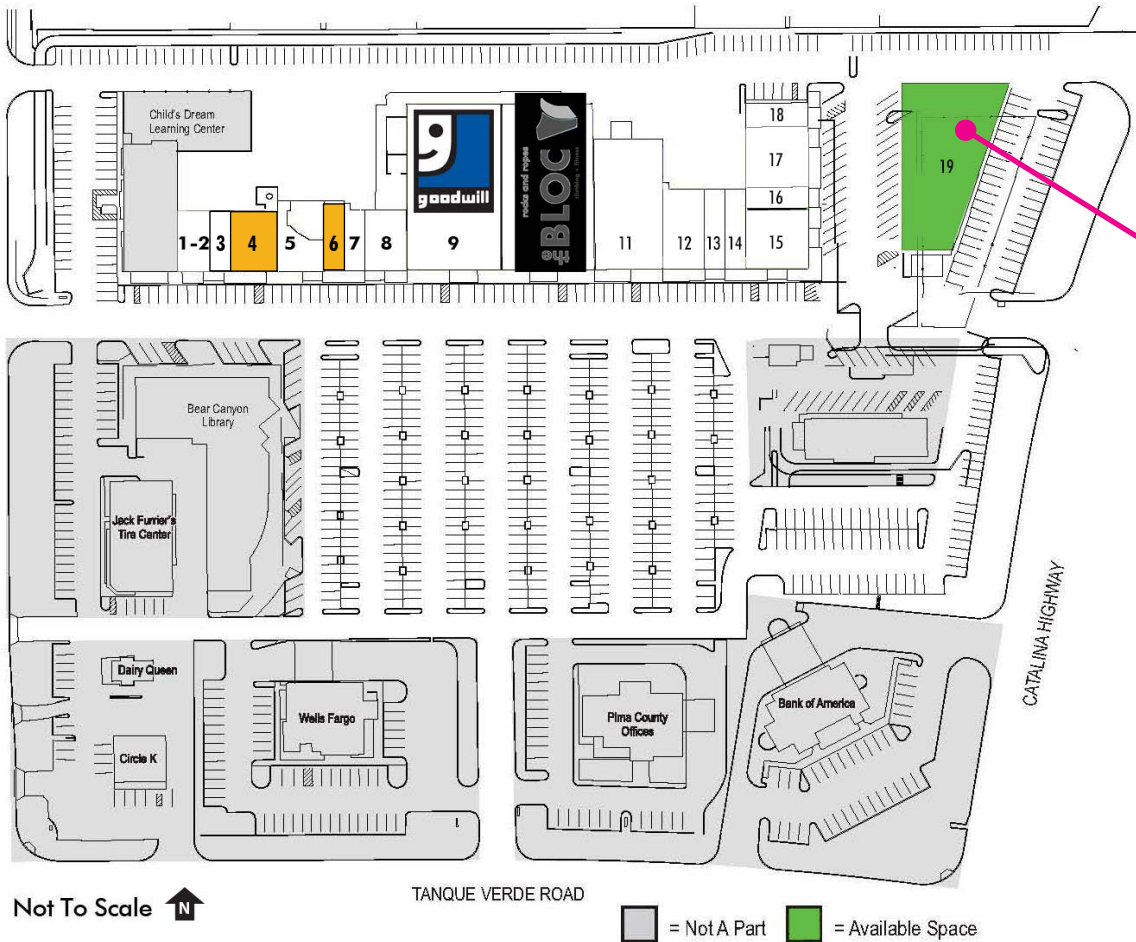 Child's Dream
Learning Center
18
17
16
15
19
goodwill
rocks and ropes
the BLOC
climbing + fitness
1-2
3
4
5
6
7
8
9
11
12
13
14
Bear Canyon
Library
Jack Furrier's
Tire Center
Dairy Queen
Circle K
Wells Fargo
Pima County
Offices
Bank of America
CATALINA HIGHWAY
TANQUE VERDE ROAD
Not To Scale
N
= Not A Part
= Available Space